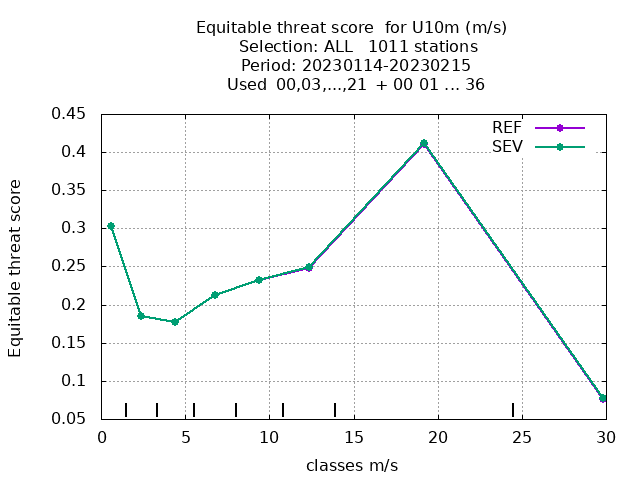 Equitable threat score  for U10m (m/s)
Selection: ALL   1011 stations
Period: 20230114-20230215
Used  00,03,...,21  + 00 01 ... 36
REF
SEV
Equitable threat score
0.45
0.4
0.35
0.3
0.25
0.2
0.15
0.1
0.05
0 5 10 15 20 25 30
classes m/s